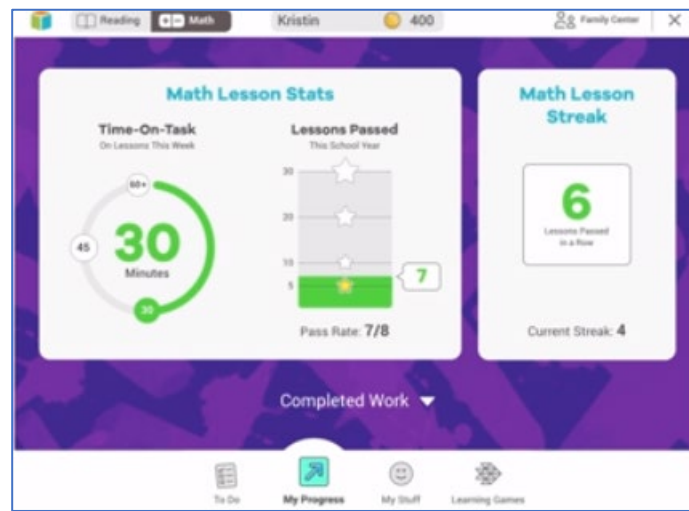 Reading
Math
Kristin
400
Family Center
Math Lesson Stats
Time-On-Task
On Lessons This Week
60+
45
30
Minutes
30
Lessons Passed
This School Year
30
20
10
5
7
Pass Rate: 7/8
Math Lesson
Streak
6
Lessons Passed
in a Row
Current Streak: 4
Completed Work
To Do
My Progress
My Stuff
Learning Games